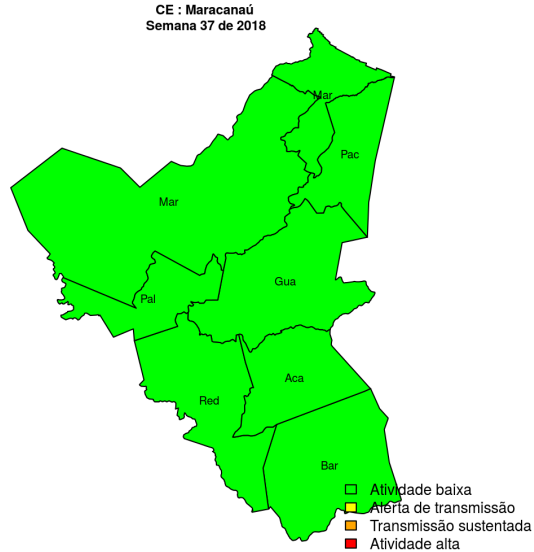 CE : Maracanaú
Semana 37 de 2018
Mar
Pac
Mar
Gua
Pal
Aca
Red
Bar
Atividade baixa
Alerta de transmissão
Transmissão sustentada
Atividade alta